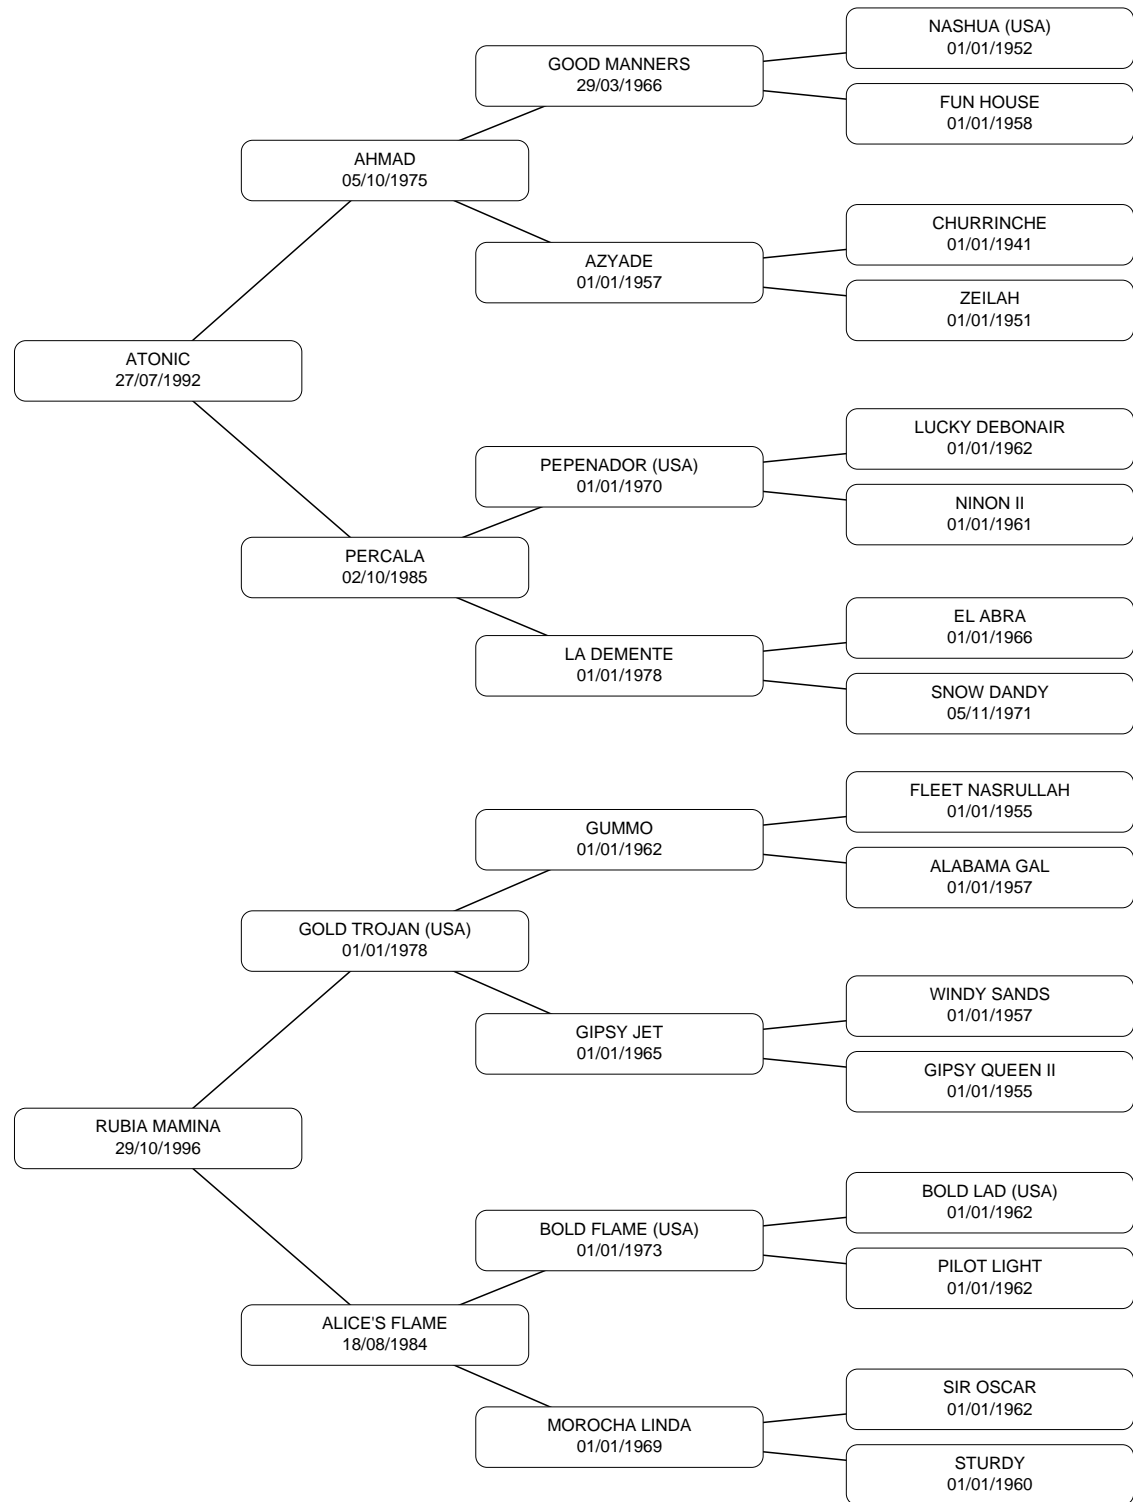 NASHUA (USA)
01/01/1952
GOOD MANNERS
29/03/1966
FUN HOUSE
01/01/1958
AHMAD
05/10/1975
CHURRINCHE
01/01/1941
AZYADE
01/01/1957
ZEILAH
01/01/1951
ATONIC
27/07/1992
LUCKY DEBONAIR
01/01/1962
PEPENADOR (USA)
01/01/1970
NINON II
01/01/1961
PERCALA
02/10/1985
EL ABRA
01/01/1966
LA DEMENTE
01/01/1978
SNOW DANDY
05/11/1971
FLEET NASRULLAH
01/01/1955
GUMMO
01/01/1962
ALABAMA GAL
01/01/1957
GOLD TROJAN (USA)
01/01/1978
WINDY SANDS
01/01/1957
GIPSY JET
01/01/1965
GIPSY QUEEN II
01/01/1955
RUBIA MAMINA
29/10/1996
BOLD LAD (USA)
01/01/1962
BOLD FLAME (USA)
01/01/1973
PILOT LIGHT
01/01/1962
ALICE'S FLAME
18/08/1984
SIR OSCAR
01/01/1962
MOROCHA LINDA
01/01/1969
STURDY
01/01/1960